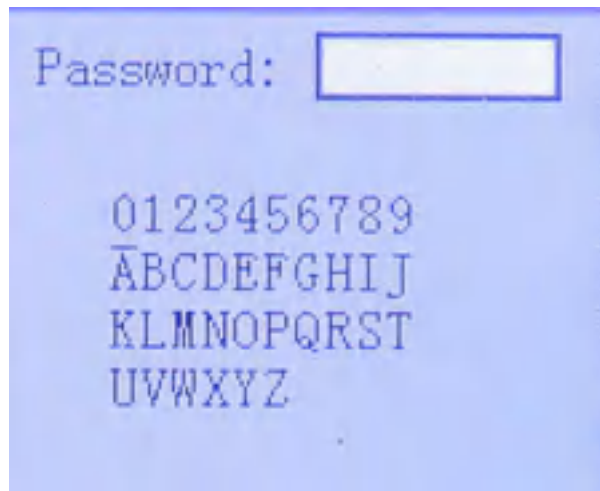 Password:
0123456789
ABCDEFGHIJ
KLMNOPQRST
UVWXYZ